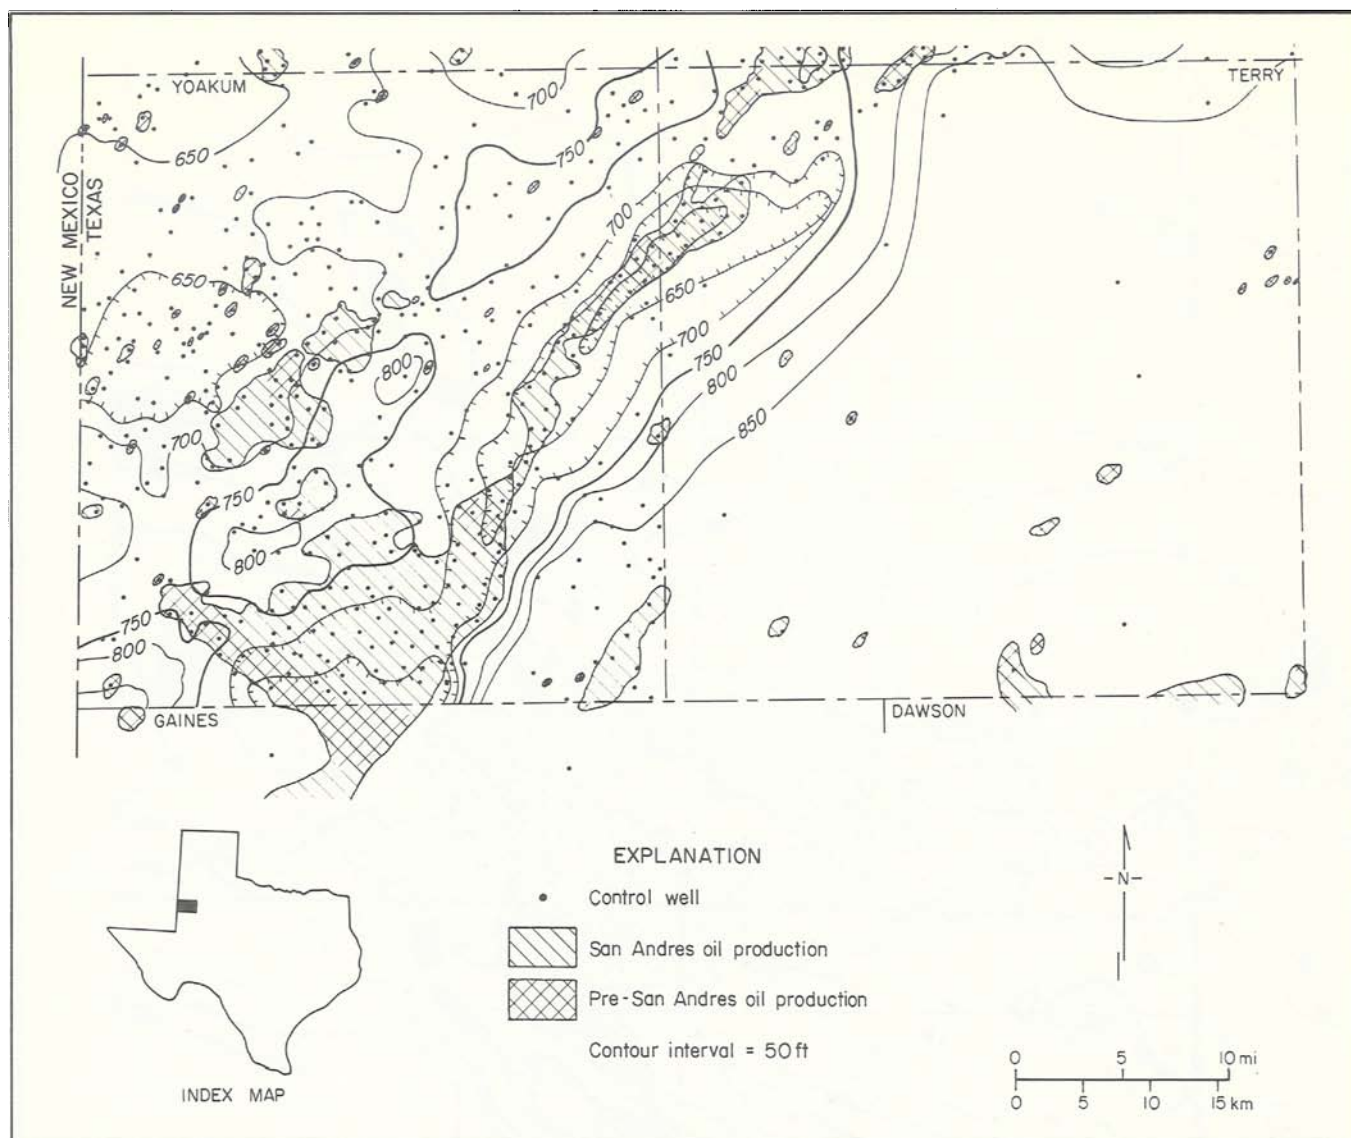 YOAKUM
TERRY
700
650
750
700
NEW MEXICO
TEXAS
650
650
700
750
800
800
850
700
750
800
750
800
GAINES
DAWSON
EXPLANATION
Control well
San Andres oil production
Pre-San Andres oil production
Contour interval = 50 ft
INDEX MAP
-N-
0 5 10 mi
0 5 10 15 km